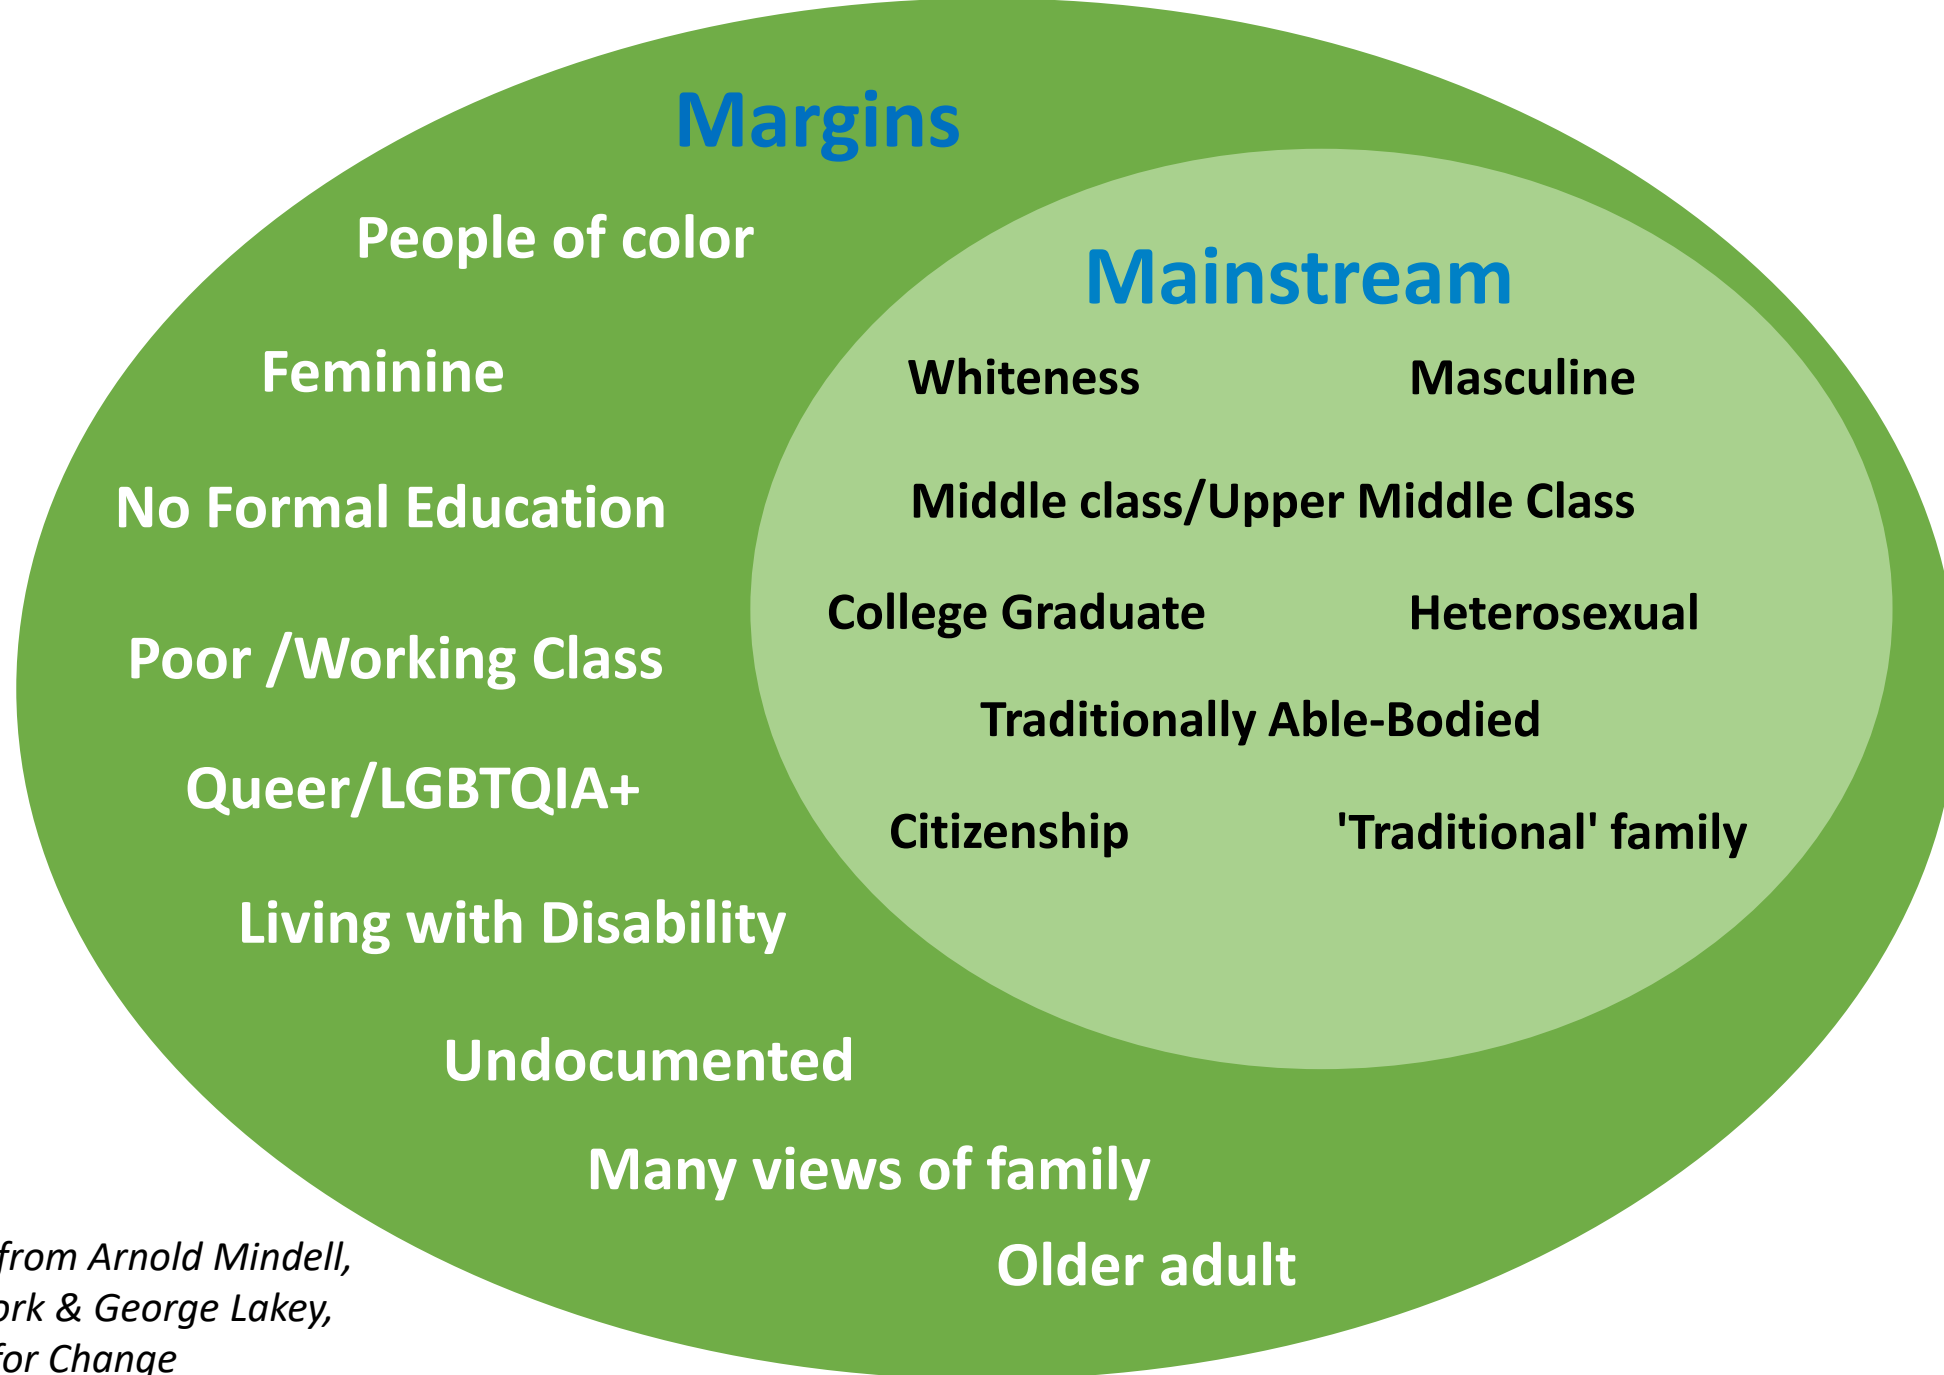 Margins
People of color
Mainstream
Feminine
Whiteness
Masculine
No Formal Education
Middle class/Upper Middle Class
College Graduate
Heterosexual
Poor /Working Class
Traditionally Able-Bodied
Queer/LGBTQIA+
Citizenship
'Traditional' family
Living with Disability
Undocumented
Many views of family
Older adult
from Arnold Mindell,
& George Lakey,
for Change